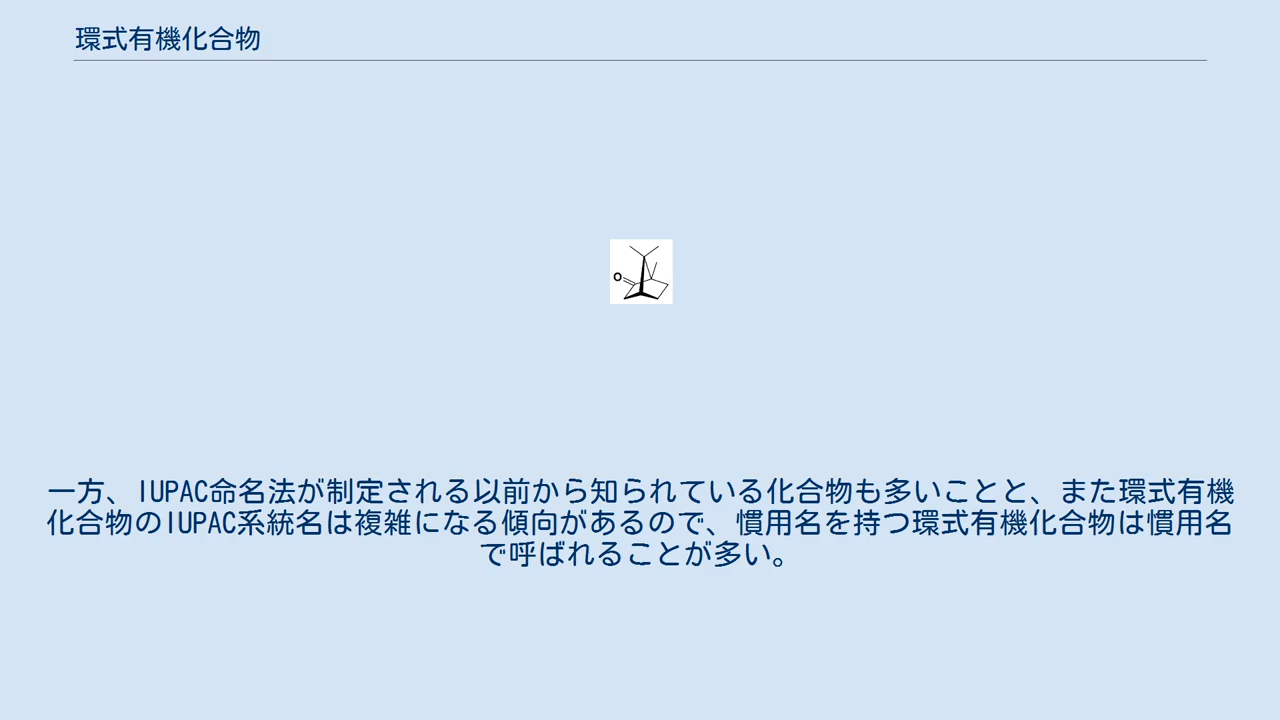 環式有機化合物
O
一方、IUPAC命名法が制定される以前から知られている化合物も多いことと、また環式有機
化合物のIUPAC系統名は複雑になる傾向があるので、慣用名を持つ環式有機化合物は慣用名
で呼ばれることが多い。